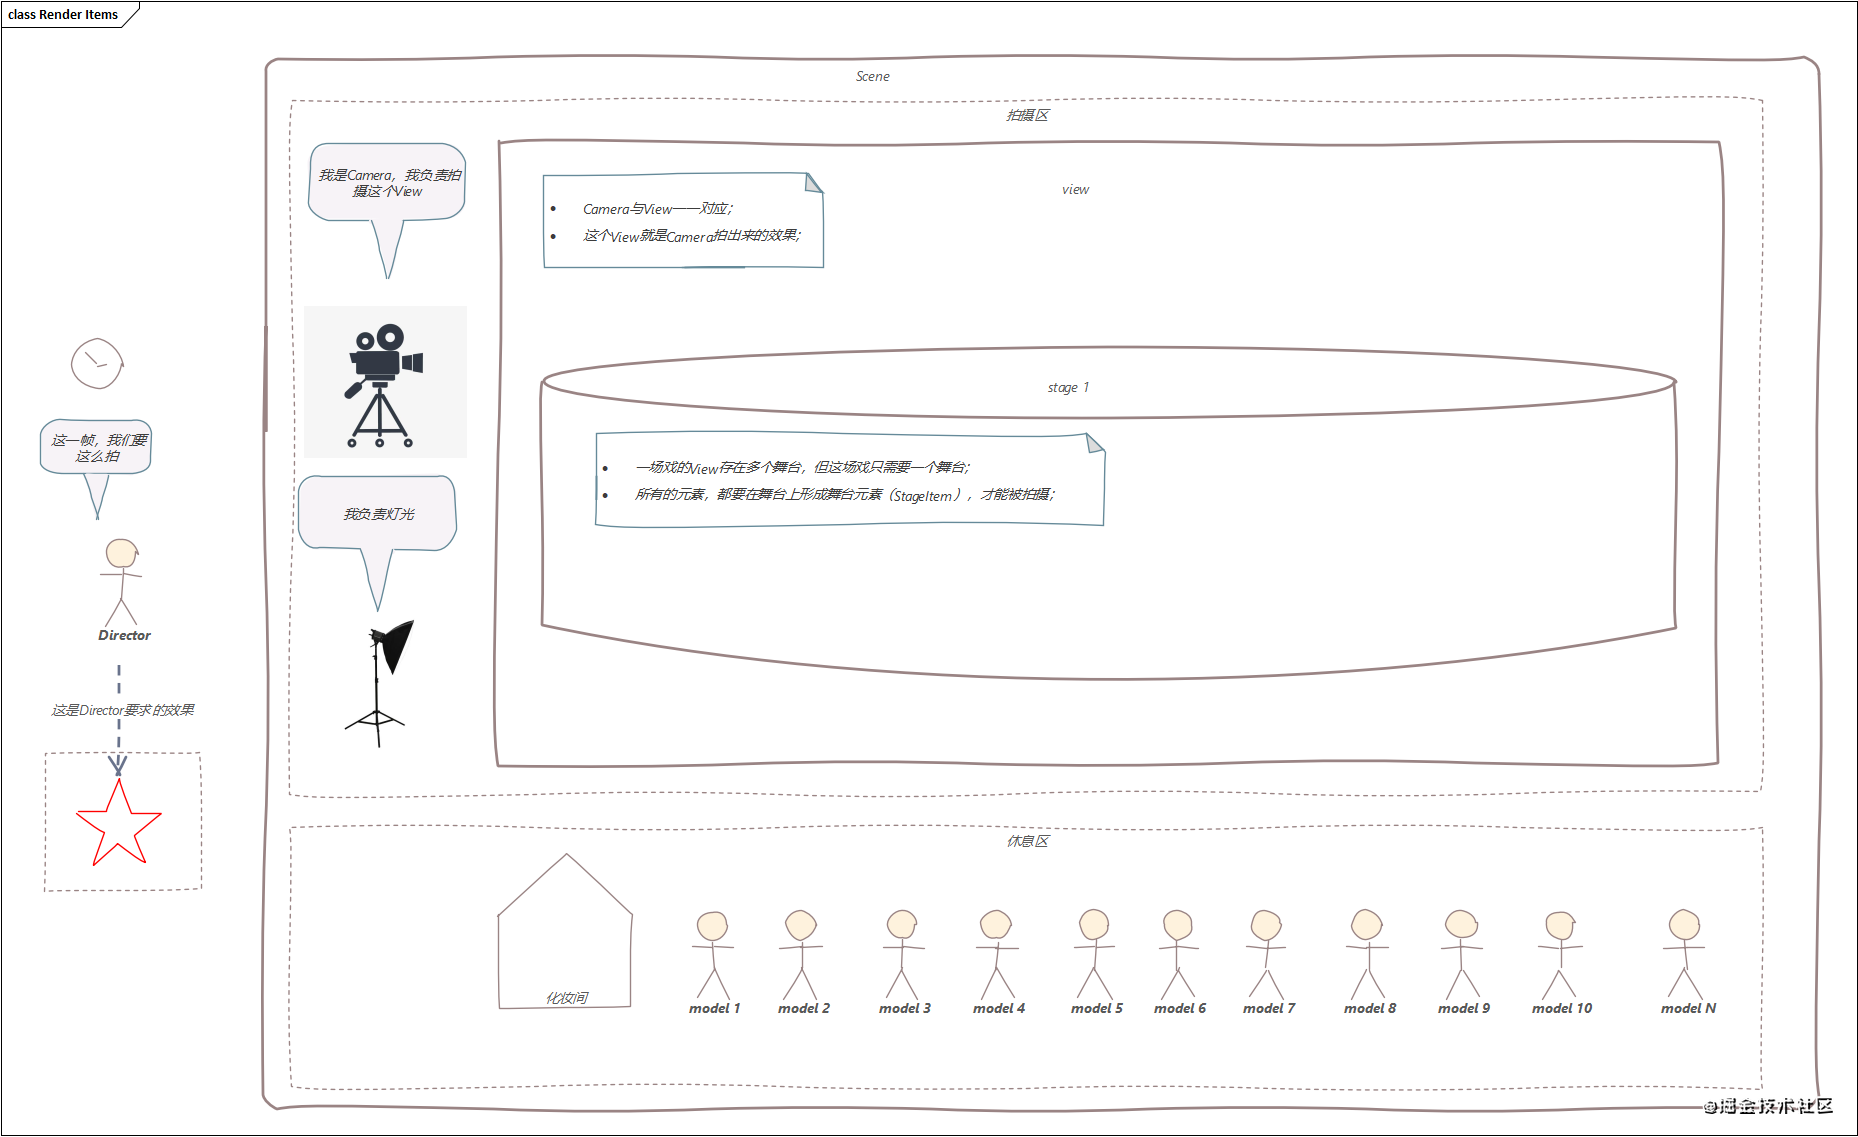 class Render Items
Scene
拍摄区
我是Camera，我负责拍
摄这个View
view
Camera与View一一对应；
这个View就是Camera拍出来的效果；
stage 1
一场戏的View存在多个舞台，但这场戏只需要一个舞台；
所有的元素，都要在舞台上形成舞台元素（StageItem），才能被拍摄；
我负责灯光
这一帧，我们要
这么拍
Director
这是Director要求的效果
休息区
化妆间
model 1
model 2
model 3
model 4
model 5
model 6
model 7
model 8
model 9
model 10
model N
@掘金技术社区